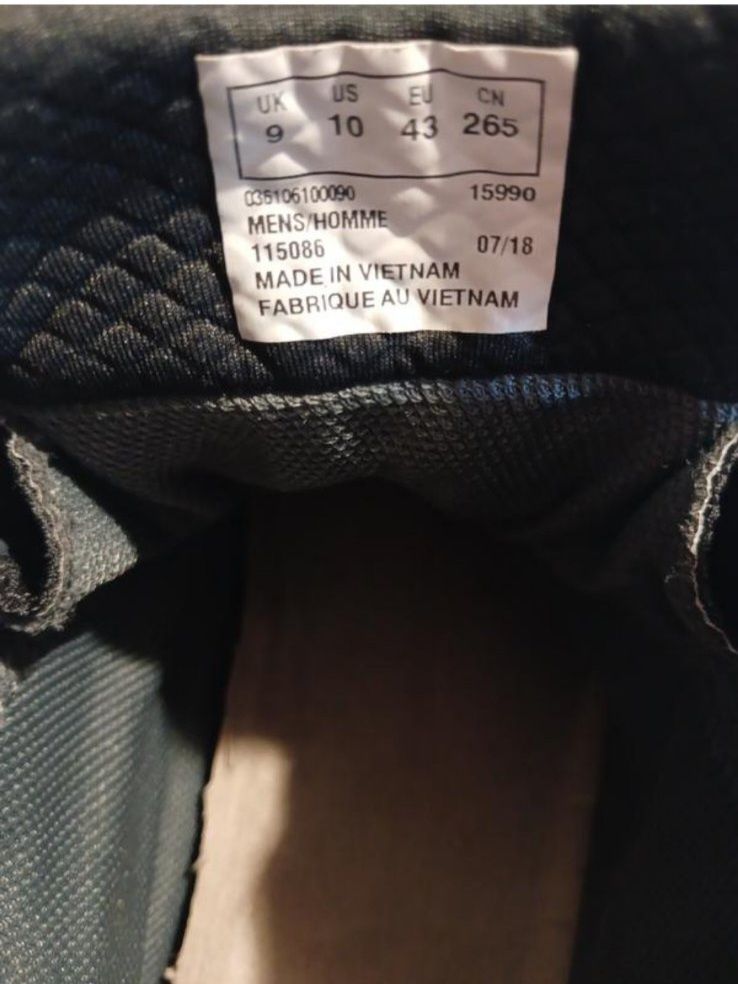 UK US EU CN
9 10 43 265
036106100090 15990
MENS/HOMME
115086 07/18
MADE IN VIETNAM
FABRIQUE AU VIETNAM